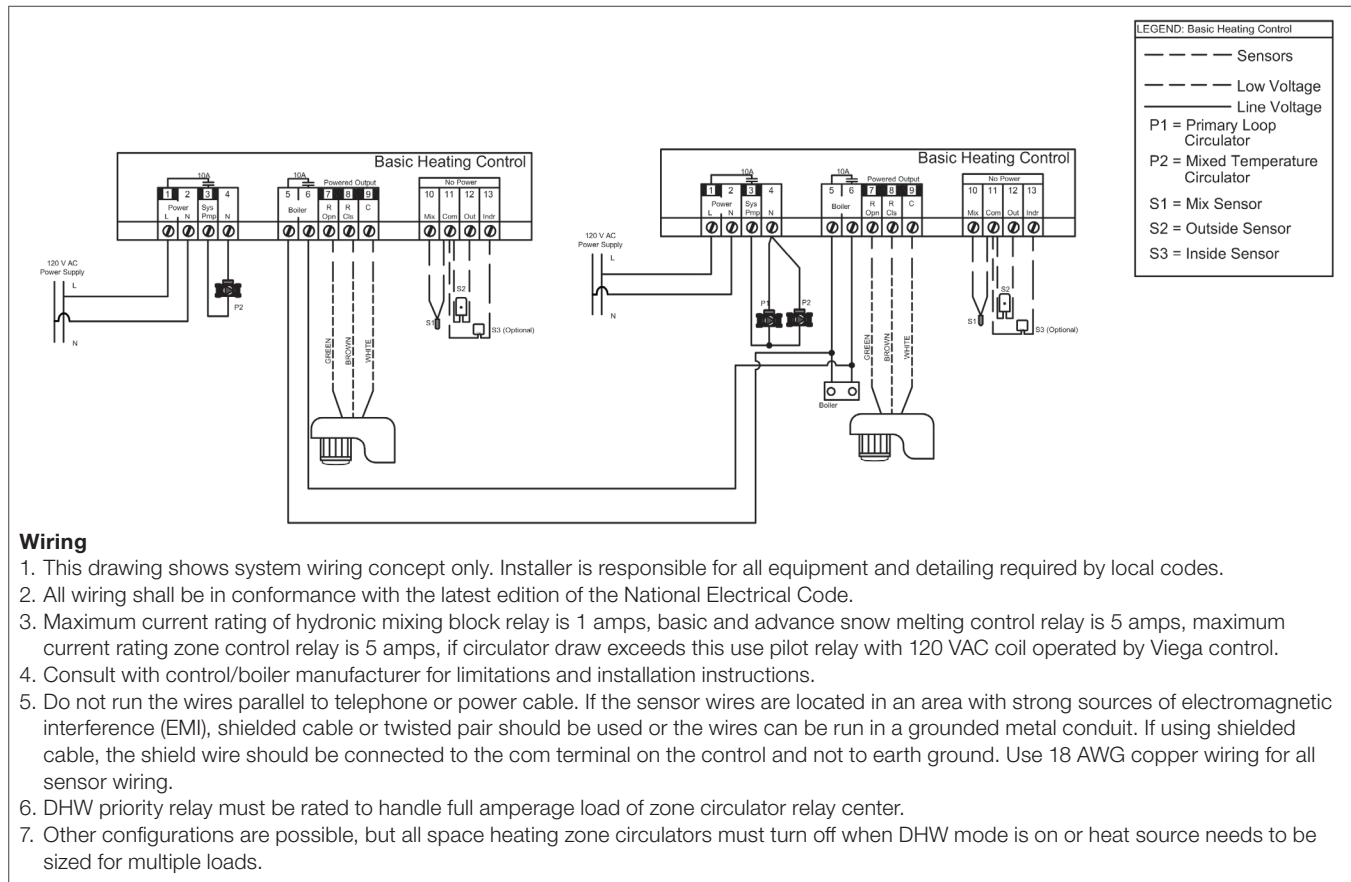 LEGEND: Basic Heating Control
Sensors
Low Voltage
Line Voltage
P1 = Primary Loop
Circulator
P2 = Mixed Temperature
Circulator
S1 = Mix Sensor
S2 = Outside Sensor
S3 = Inside Sensor
Basic Heating Control
10A
10A
Powered Output
No Power
1 2 3 4 5 6 7 8 9 10 11 12 13
Power Sys Boiler R R C
L N Pmp N Opn Cls Mix Com Out Indr
120 V AC
Power Supply
L
N
P2
GREEN
BROWN
WHITE
S1
S2
S3 (Optional)
Basic Heating Control
10A
10A
Powered Output
No Power
1 2 3 4 5 6 7 8 9 10 11 12 13
Power Sys Boiler R R C
L N Pmp N Opn Cls Mix Com Out Indr
120 V AC
Power Supply
L
N
P1
P2
Boiler
GREEN
BROWN
WHITE
S1
S2
S3 (Optional)
Wiring
1. This drawing shows system wiring concept only. Installer is responsible for all equipment and detailing required by local codes.
2. All wiring shall be in conformance with the latest edition of the National Electrical Code.
3. Maximum current rating of hydronic mixing block relay is 1 amps, basic and advance snow melting control relay is 5 amps, maximum
current rating zone control relay is 5 amps, if circulator draw exceeds this use pilot relay with 120 VAC coil operated by Viega control.
4. Consult with control/boiler manufacturer for limitations and installation instructions.
5. Do not run the wires parallel to telephone or power cable. If the sensor wires are located in an area with strong sources of electromagnetic
interference (EMI), shielded cable or twisted pair should be used or the wires can be run in a grounded metal conduit. If using shielded
cable, the shield wire should be connected to the com terminal on the control and not to earth ground. Use 18 AWG copper wiring for all
sensor wiring.
6. DHW priority relay must be rated to handle full amperage load of zone circulator relay center.
7. Other configurations are possible, but all space heating zone circulators must turn off when DHW mode is on or heat source needs to be
sized for multiple loads.